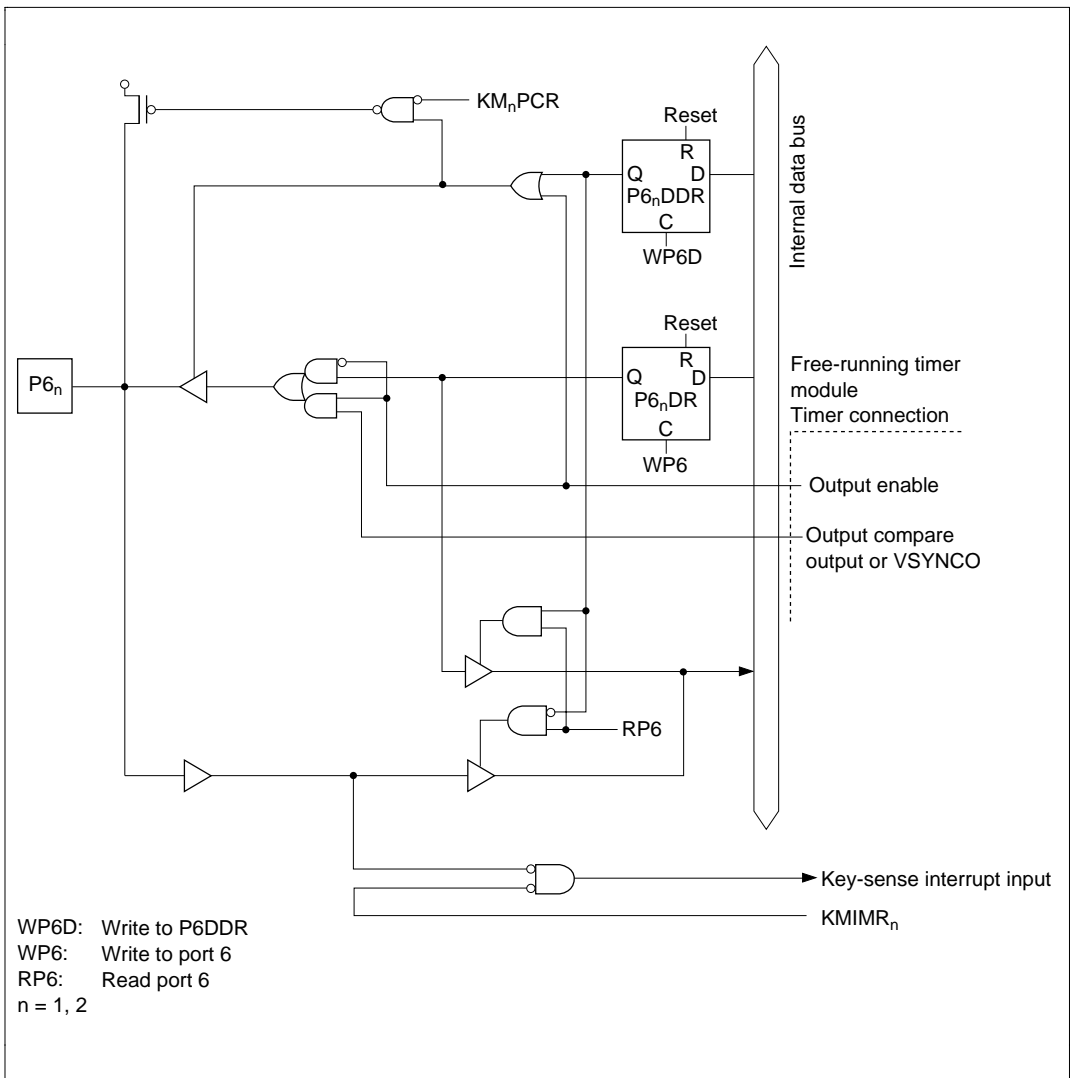 KMnPCR
Reset
R
Q D
P6nDDR
C
WP6D
Internal data bus
Reset
R
Q D
P6nDR
C
WP6
P6n
Free-running timer
module
Timer connection
Output enable
Output compare
output or VSYNCO
RP6
Key-sense interrupt input
KMIMRn
WP6D: Write to P6DDR
WP6: Write to port 6
RP6: Read port 6
n = 1, 2